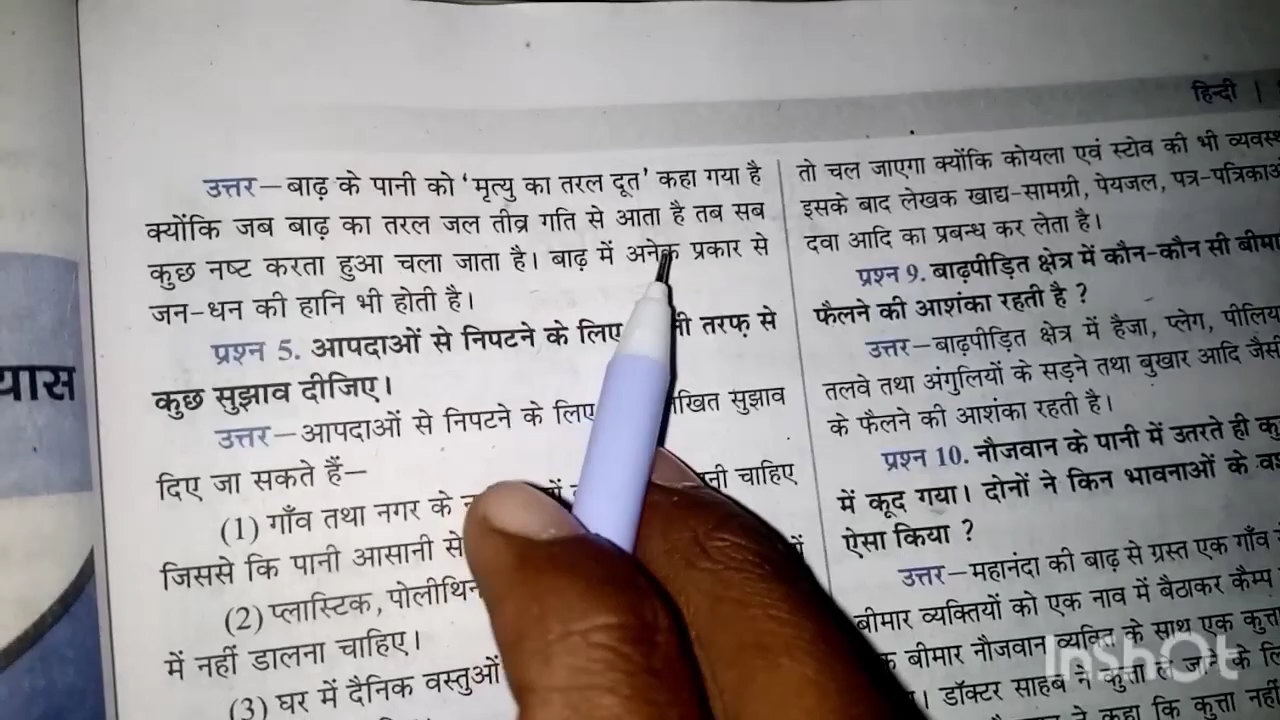 हिन्दी |
यास
उत्तर—बाढ़ के पानी को ‘मृत्यु का तरल दूत’ कहा गया है
क्योंकि जब बाढ़ का तरल जल तीव्र गति से आता है तब सब
कुछ नष्ट करता हुआ चला जाता है। बाढ़ में अनेक प्रकार से
जन-धन की हानि भी होती है।
प्रश्न 5. आपदाओं से निपटने के लिए तरफ़ से
कुछ सुझाव दीजिए।
उत्तर—आपदाओं से निपटने के लिए सुझाव
दिए जा सकते हैं—
(1) गाँव तथा नगर के चाहिए
जिससे कि पानी आसानी से
(2) प्लास्टिक, पोलीथिन
में नहीं डालना चाहिए।
(3) घर में दैनिक वस्तुओं
तो चल जाएगा क्योंकि कोयला एवं स्टोव की भी
इसके बाद लेखक खाद्य-सामग्री, पेयजल,
दवा आदि का प्रबन्ध कर लेता है।
प्रश्न 9. बाढ़पीड़ित क्षेत्र में कौन-कौन सी
फैलने की आशंका रहती है ?
उत्तर—बाढ़पीड़ित क्षेत्र में हैजा, प्लेग,
तलवे तथा अंगुलियों के सड़ने तथा बुखार आदि जैसी
के फैलने की आशंका रहती है।
प्रश्न 10. नौजवान के पानी में उतरते ही
में कूद गया। दोनों ने किन भावनाओं के
ऐसा किया ?
उत्तर—महानंदा की बाढ़ से ग्रस्त एक गाँव
बीमार व्यक्तियों को एक नाव में बैठाकर कैम्प
बीमार नौजवान व्यक्ति के साथ एक कुत्ता
। डॉक्टर साहब ने कुत्ता ले जाने के
कहा कि कुत्ता नहीं
InShOt